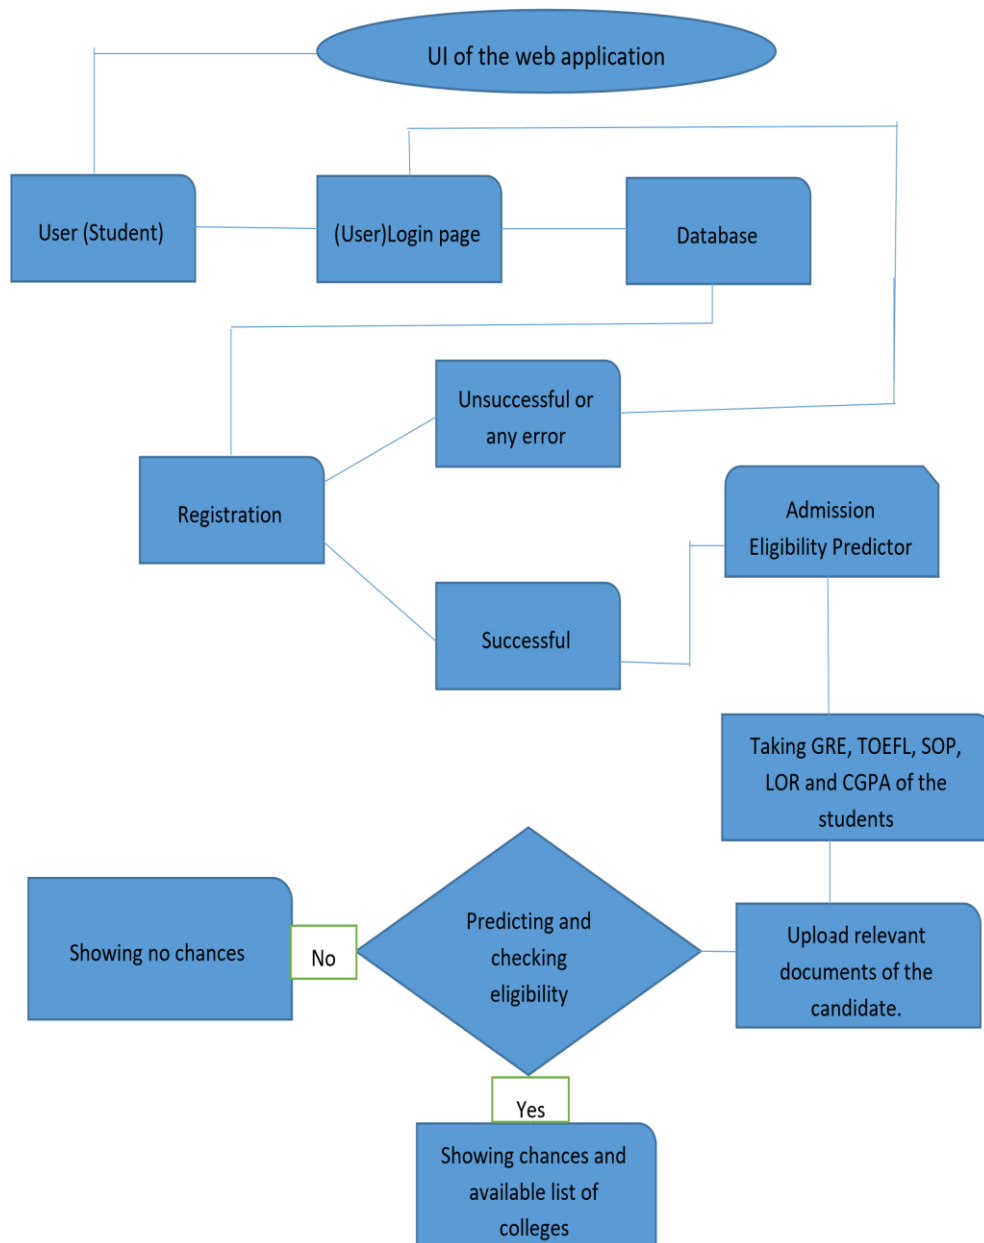 UI of the web application
User (Student)
(User)Login page
Database
Unsuccessful or
any error
Registration
Admission
Eligibility Predictor
Successful
Taking GRE, TOEFL, SOP,
LOR and CGPA of the
students
Upload relevant
documents of the
candidate.
Predicting and
checking
eligibility
No
Showing no chances
Yes
Showing chances and
available list of
colleges